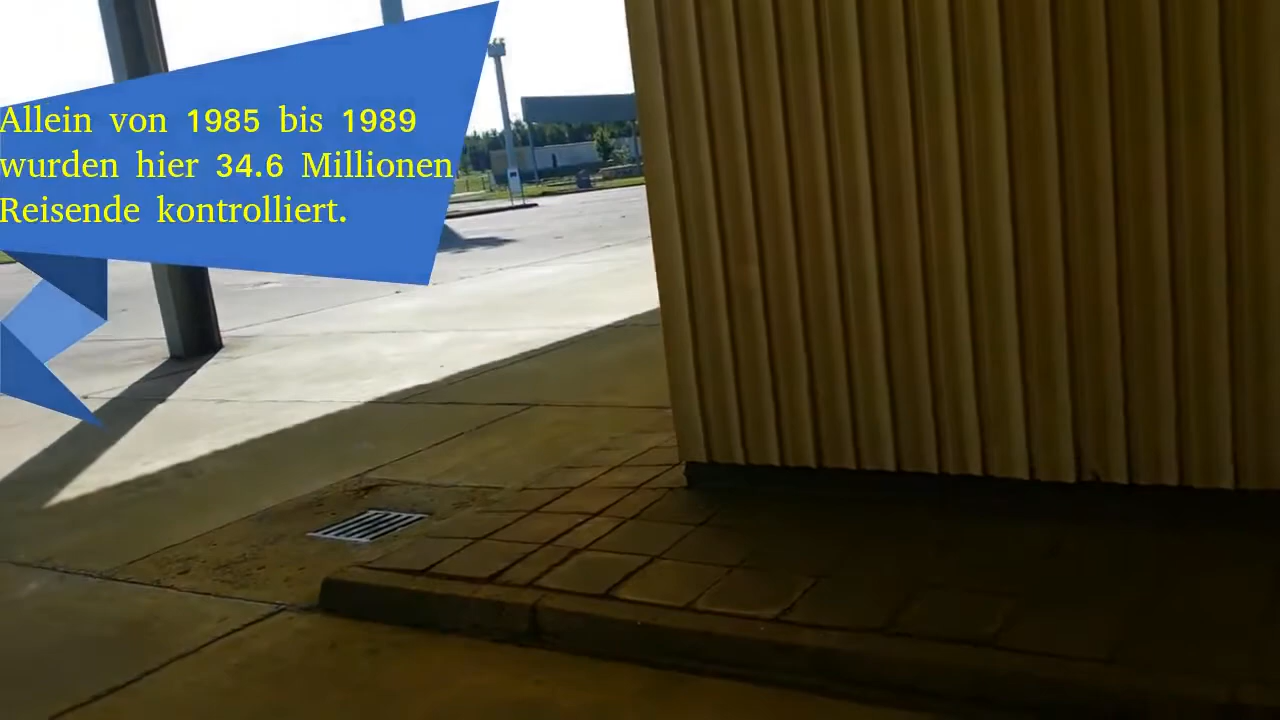 Allein von 1985 bis 1989
wurden hier 34.6 Millionen
Reisende kontrolliert.